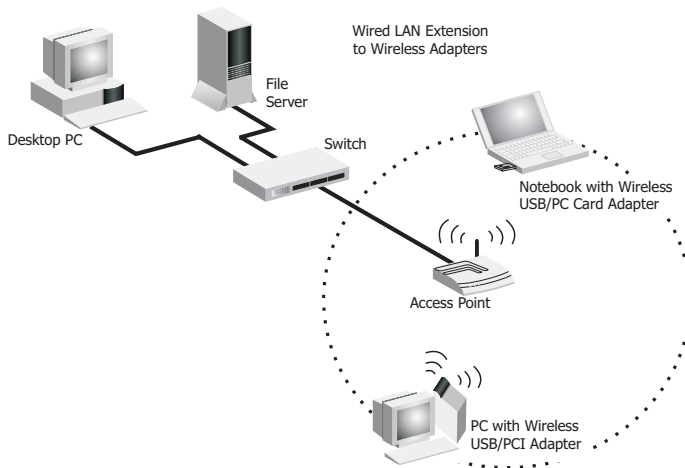 Wired LAN Extension
to Wireless Adapters
File
Server
Desktop PC
Switch
Notebook with Wireless
USB/PC Card Adapter
Access Point
PC with Wireless
USB/PCI Adapter